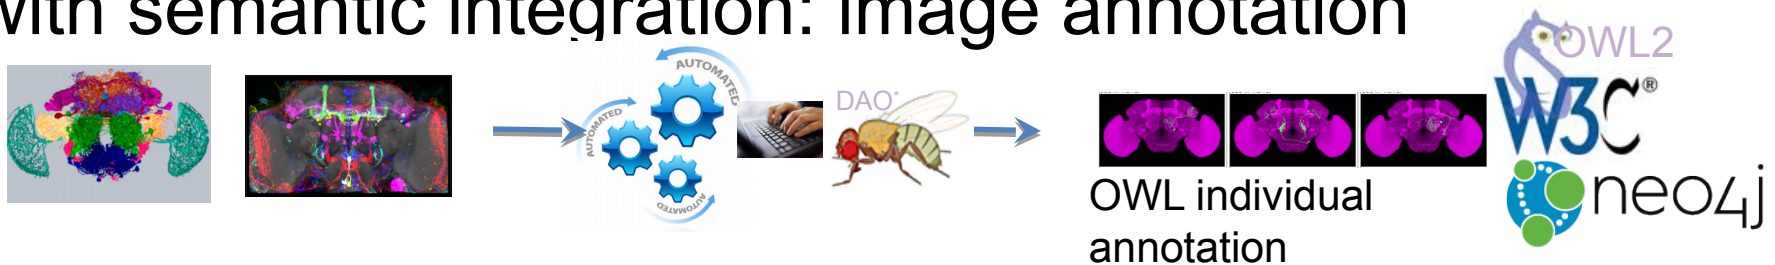 with semantic integration: Image annotation
OWL2
AUTOMATED
AUTOMATED
AUTOMATED
DAO*
W3C®
OWL individual
annotation
neo4j